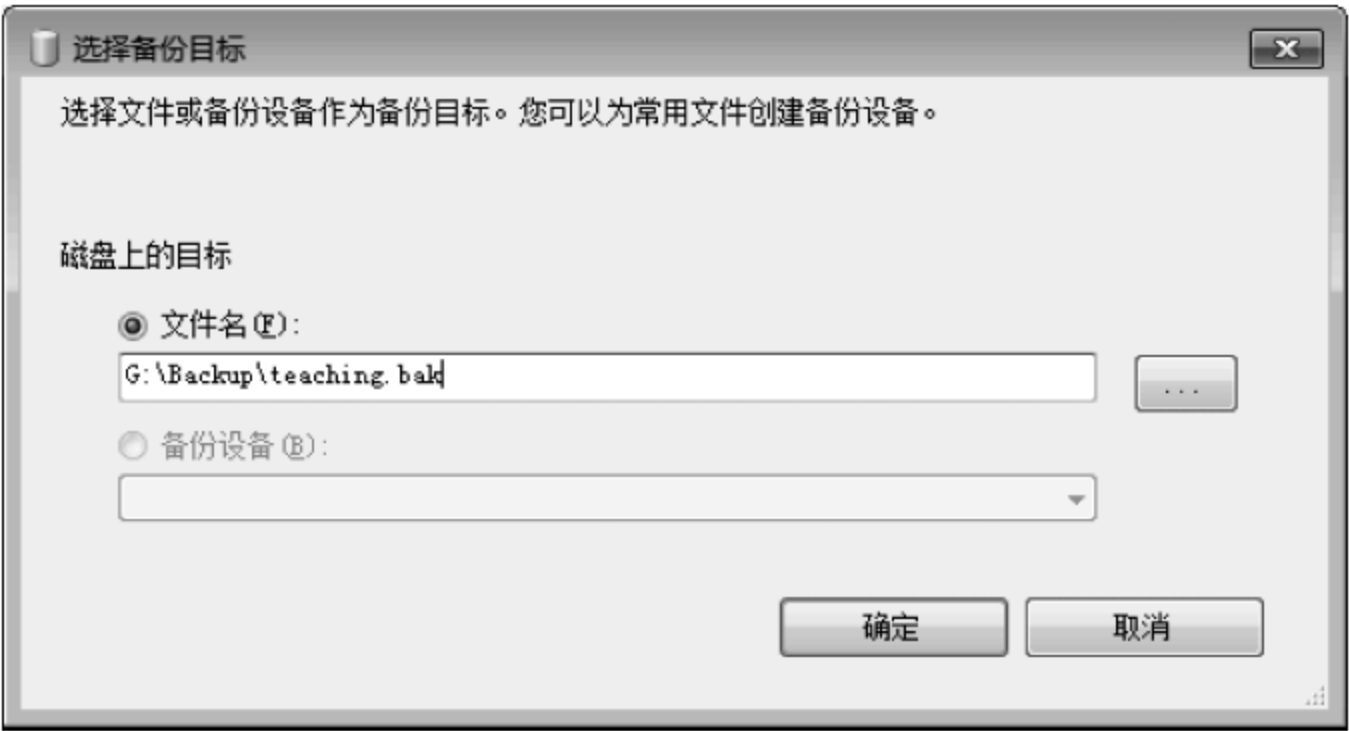 选择备份目标
选择文件或备份设备作为备份目标。您可以为常用文件创建备份设备。
磁盘上的目标
文件名(F):
G:\Backup\teaching.bak
...
备份设备(B):
确定 取消